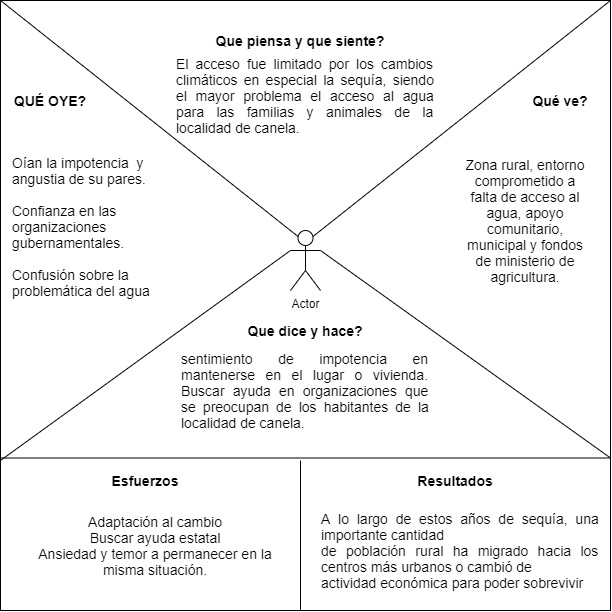 Que piensa y que siente?
El acceso fue limitado por los cambios
climáticos en especial la sequía, siendo
el mayor problema el acceso al agua
para las familias y animales de la
localidad de canela.
QUÉ OYE?
Oían la impotencia y
angustia de su pares.
Confianza en las
organizaciones
gubernamentales.
Confusión sobre la
problemática del agua
Qué ve?
Zona rural, entorno
comprometido a
falta de acceso al
agua, apoyo
comunitario,
municipal y fondos
de ministerio de
agricultura.
Actor
Que dice y hace?
sentimiento de impotencia en
mantenerse en el lugar o vivienda.
Buscar ayuda en organizaciones que
se preocupan de los habitantes de la
localidad de canela.
Esfuerzos
Adaptación al cambio
Buscar ayuda estatal
Ansiedad y temor a permanecer en la
misma situación.
Resultados
A lo largo de estos años de sequía, una
importante cantidad
de población rural ha migrado hacia los
centros más urbanos o cambió de
actividad económica para poder sobrevivir